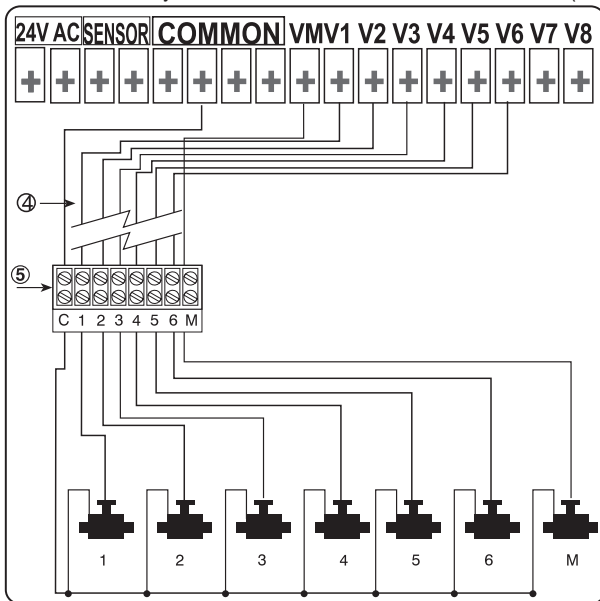 24V AC SENSOR COMMON VM V1 V2 V3 V4 V5 V6 V7 V8
+ + + + + + + + + + + + + + + + +
④
⑤
C 1 2 3 4 5 6 M
1 2 3 4 5 6 M